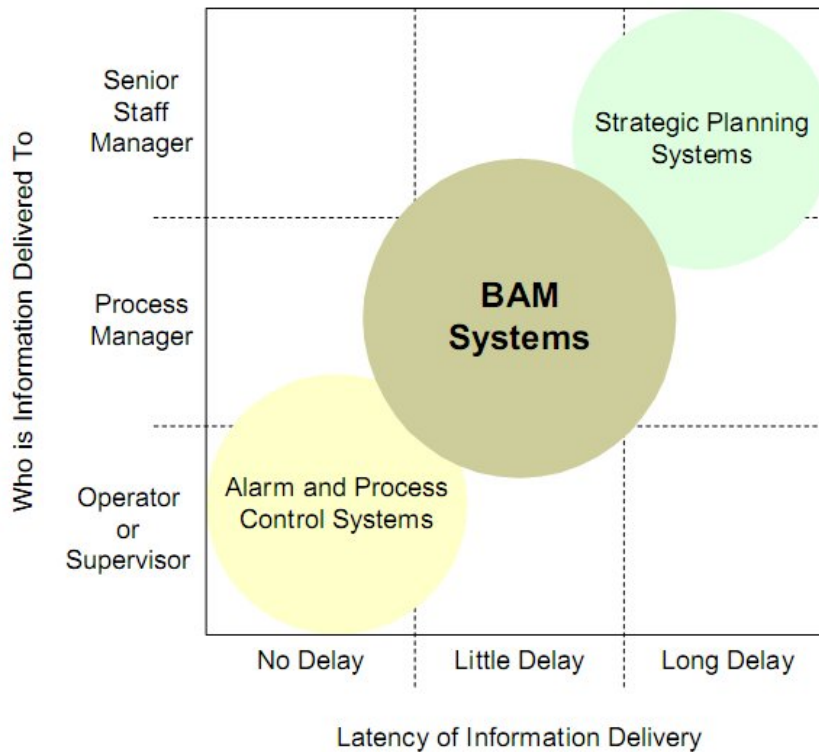 Senior
Staff
Manager
Strategic Planning
Systems
Who is Information Delivered To
Process
Manager
BAM
Systems
Operator
or
Supervisor
Alarm and Process
Control Systems
No Delay
Little Delay
Long Delay
Latency of Information Delivery